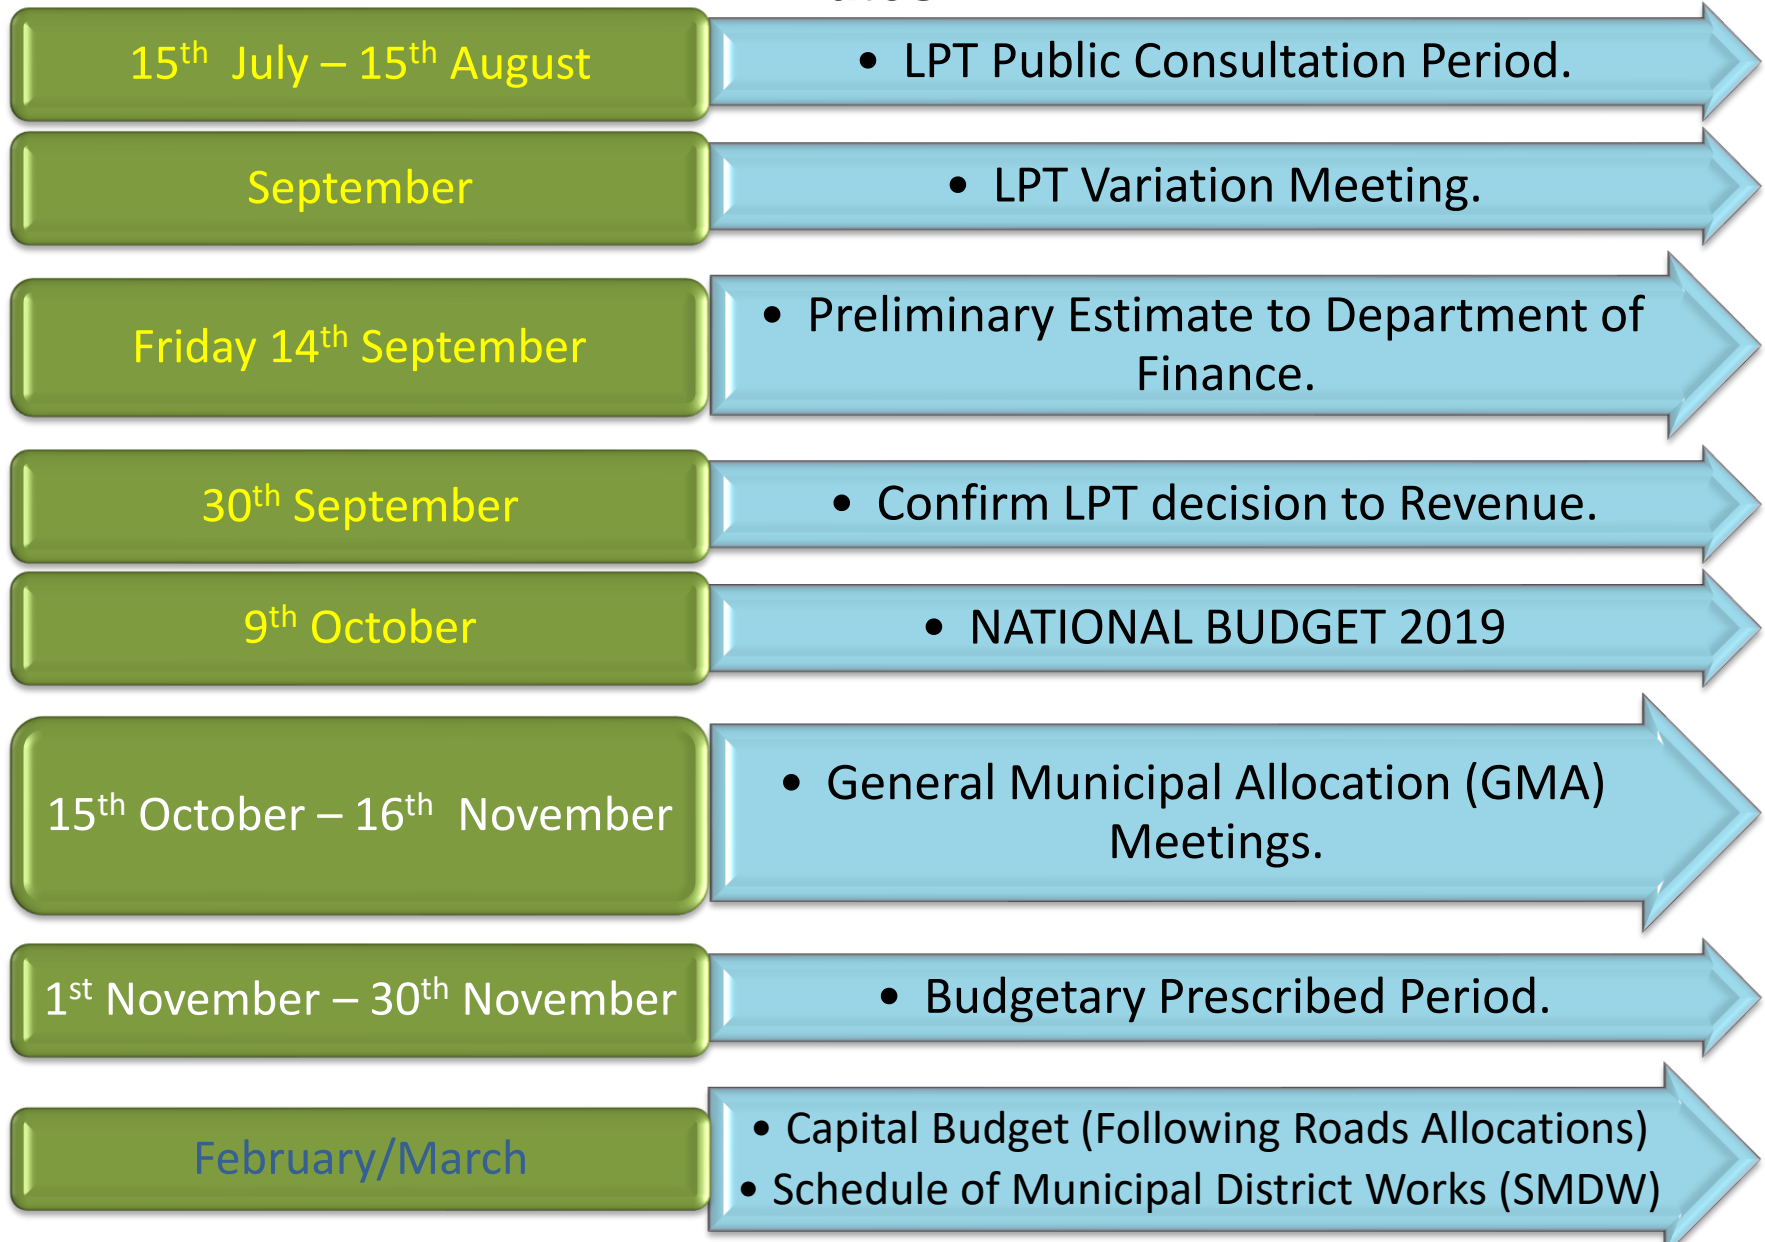 15th July – 15th August
• LPT Public Consultation Period.
September
• LPT Variation Meeting.
Friday 14th September
• Preliminary Estimate to Department of
Finance.
30th September
• Confirm LPT decision to Revenue.
9th October
• NATIONAL BUDGET 2019
15th October – 16th November
• General Municipal Allocation (GMA)
Meetings.
1st November – 30th November
• Budgetary Prescribed Period.
February/March
• Capital Budget (Following Roads Allocations)
• Schedule of Municipal District Works (SMDW)